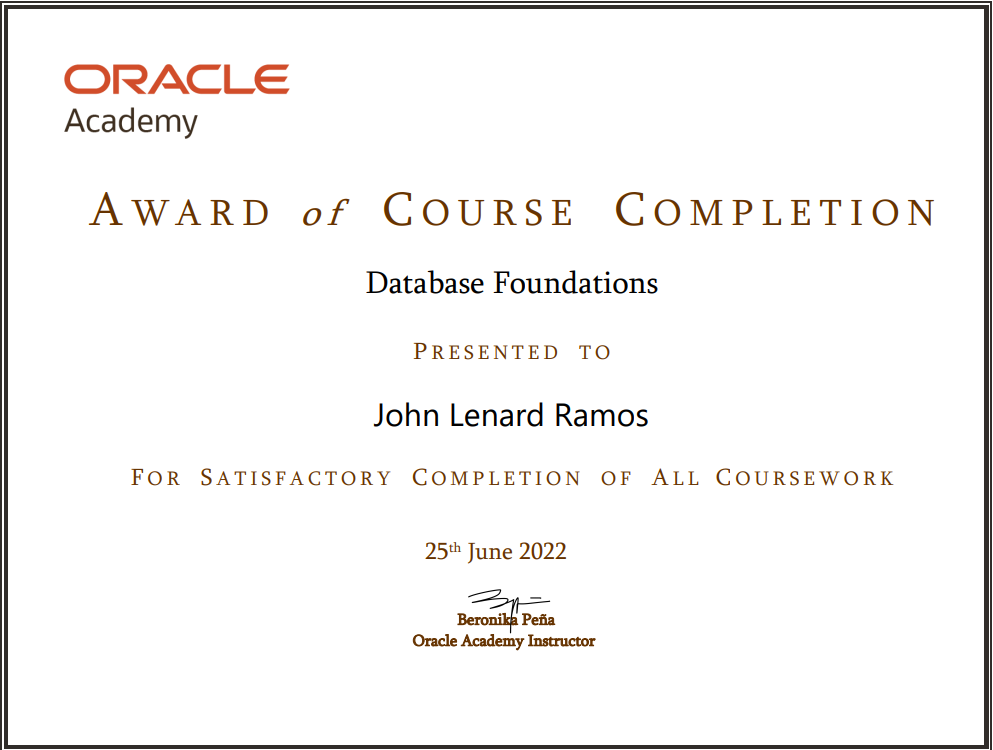 ORACLE
Academy
AWARD of COURSE COMPLETION
Database Foundations
PRESENTED TO
John Lenard Ramos
FOR SATISFACTORY COMPLETION OF ALL COURSEWORK
25th June 2022
Beronika Peña
Oracle Academy Instructor